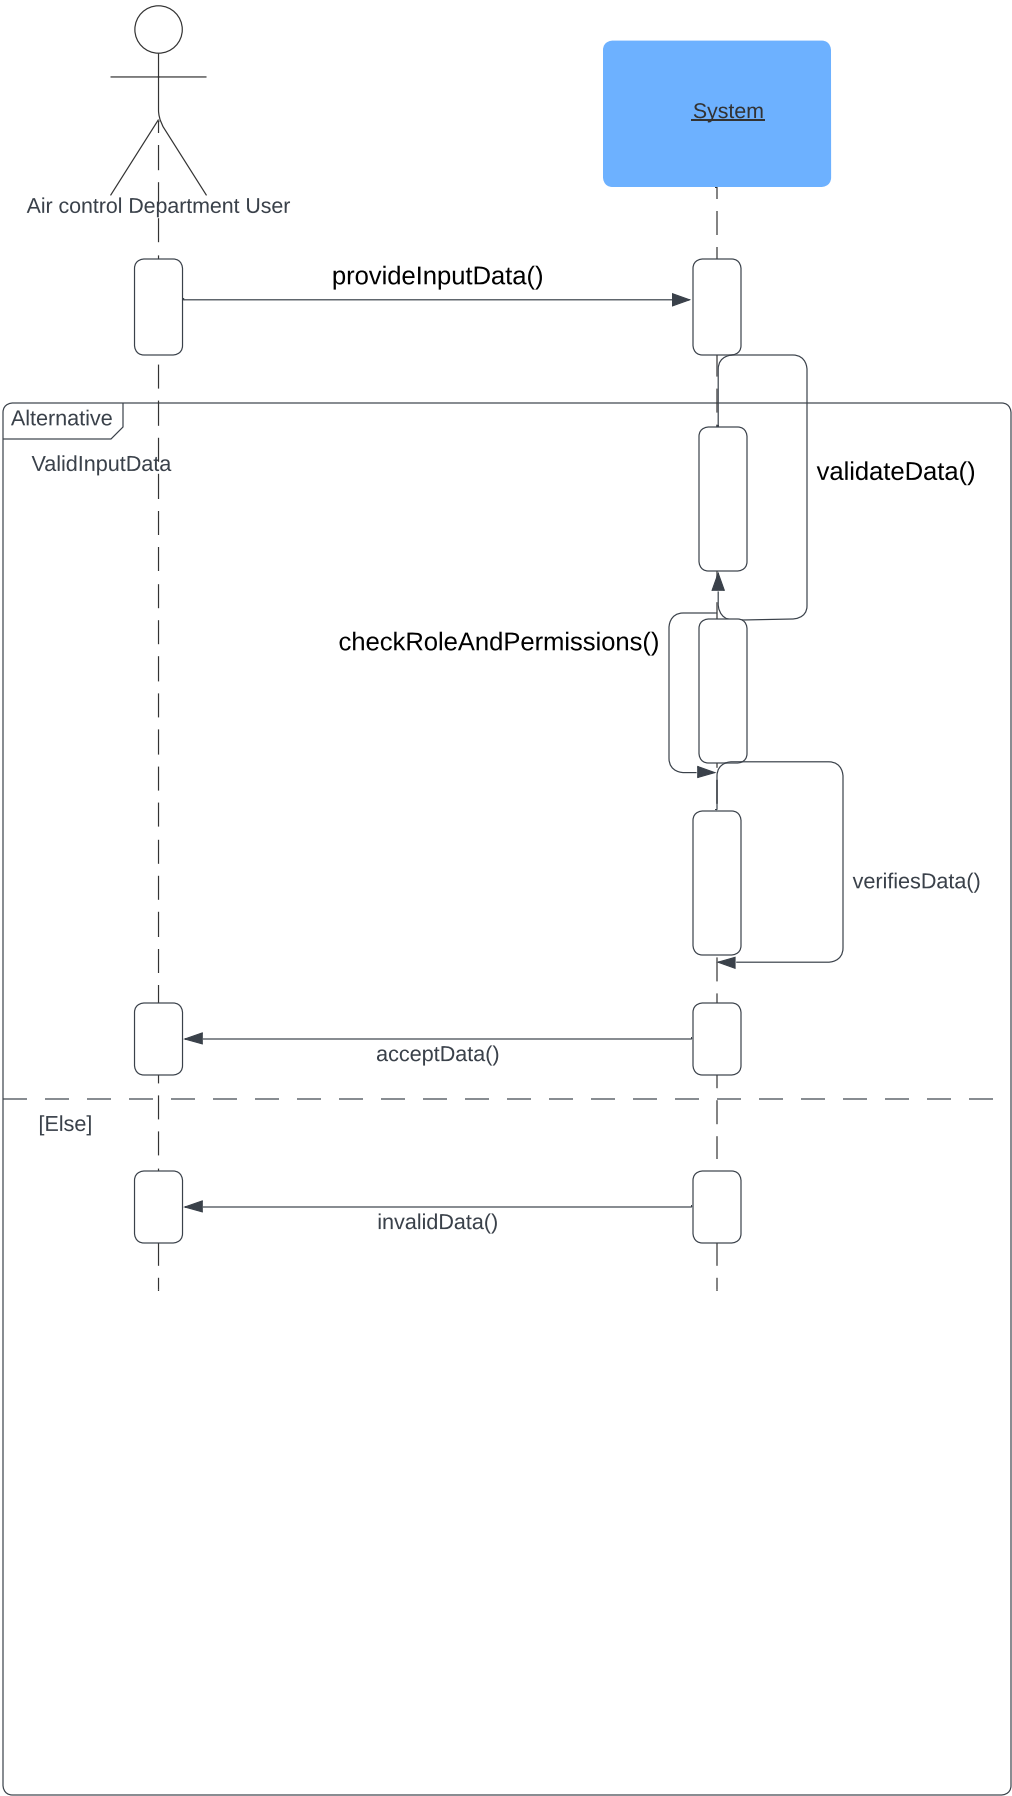 System
Air control Department User
provideInputData()
Alternative
ValidInputData
validateData()
checkRoleAndPermissions()
verifiesData()
acceptData()
[Else]
invalidData()